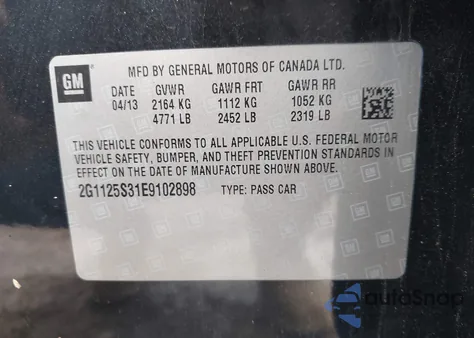 GM
MFD BY GENERAL MOTORS OF CANADA LTD.
DATE GVWR GAWR FRT GAWR RR
04/13 2164 KG 1112 KG 1052 KG
4771 LB 2452 LB 2319 LB
THIS VEHICLE CONFORMS TO ALL APPLICABLE U.S. FEDERAL MOTOR
VEHICLE SAFETY, BUMPER, AND THEFT PREVENTION STANDARDS IN
EFFECT ON THE DATE OF MANUFACTURE SHOWN ABOVE.
2G1125S31E9102898 TYPE: PASS CAR
autoSnap